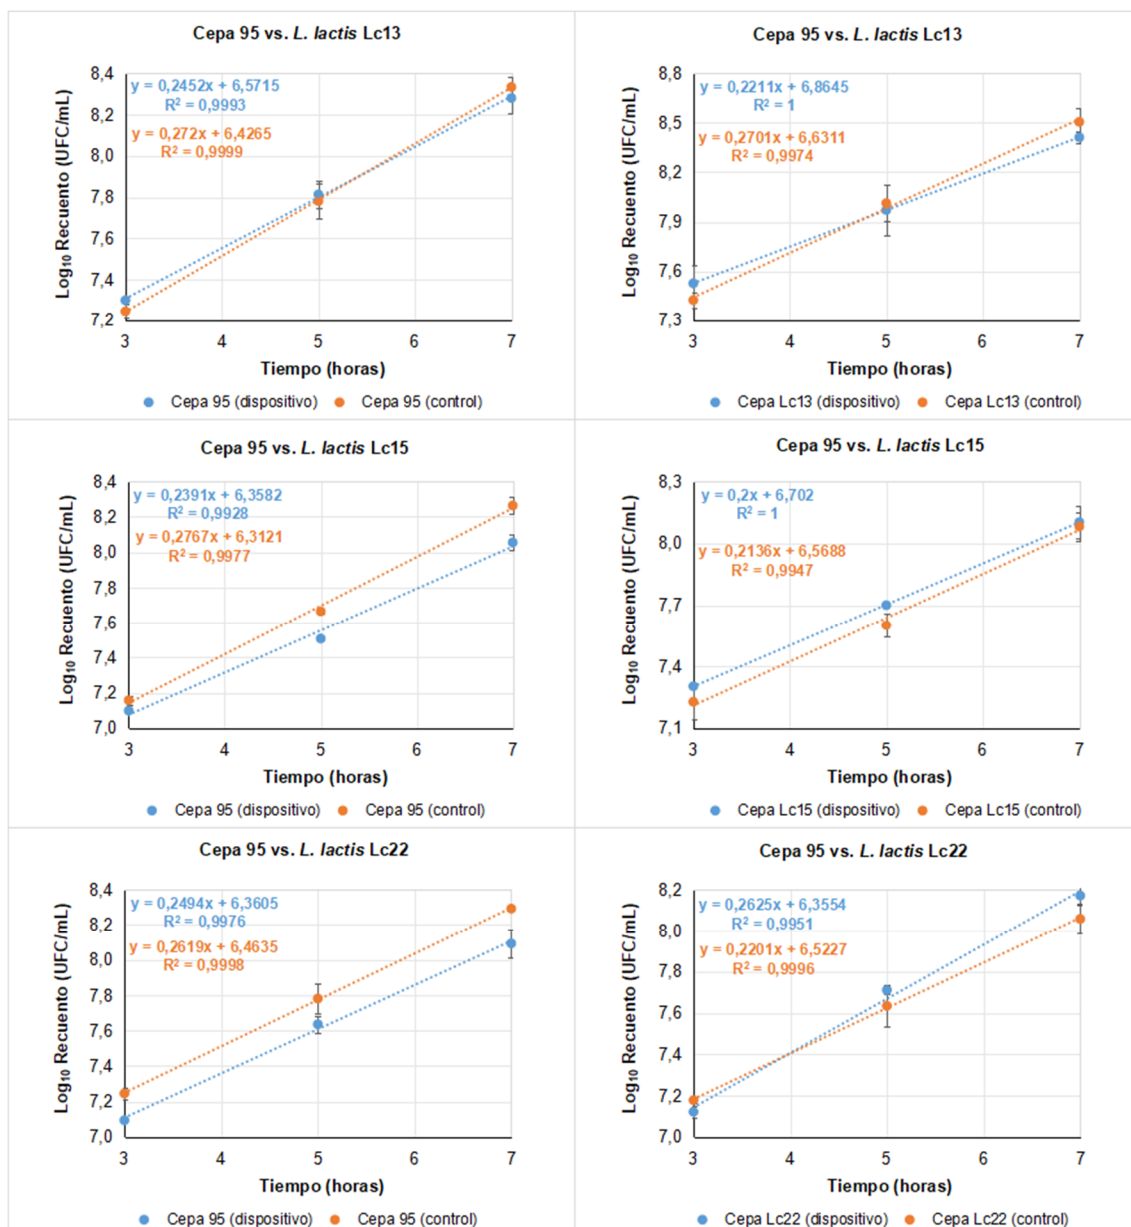 Cepa 95 vs. L. lactis Lc13
y = 0,2452x + 6,5715
R² = 0,9993
y = 0,272x + 6,4265
R² = 0,9999
Log₁₀ Recuento (UFC/mL)
8,4
8,2
8,0
7,8
7,6
7,4
7,2
3 4 5 6 7
Tiempo (horas)
Cepa 95 (dispositivo) Cepa 95 (control)
Cepa 95 vs. L. lactis Lc13
y = 0,2211x + 6,8645
R² = 1
y = 0,2701x + 6,6311
R² = 0,9974
Log₁₀ Recuento (UFC/mL)
8,8
8,5
8,2
7,9
7,6
7,3
3 4 5 6 7
Tiempo (horas)
Cepa Lc13 (dispositivo) Cepa Lc13 (control)
Cepa 95 vs. L. lactis Lc15
y = 0,2391x + 6,3582
R² = 0,9928
y = 0,2767x + 6,3121
R² = 0,9977
Log₁₀ Recuento (UFC/mL)
8,4
8,2
8,0
7,8
7,6
7,4
7,2
7,0
3 4 5 6 7
Tiempo (horas)
Cepa 95 (dispositivo) Cepa 95 (control)
Cepa 95 vs. L. lactis Lc15
y = 0,2x + 6,702
R² = 1
y = 0,2136x + 6,5688
R² = 0,9947
Log₁₀ Recuento (UFC/mL)
8,3
8,0
7,7
7,4
7,1
3 4 5 6 7
Tiempo (horas)
Cepa Lc15 (dispositivo) Cepa Lc15 (control)
Cepa 95 vs. L. lactis Lc22
y = 0,2494x + 6,3605
R² = 0,9976
y = 0,2619x + 6,4635
R² = 0,9998
Log₁₀ Recuento (UFC/mL)
8,4
8,2
8,0
7,8
7,6
7,4
7,2
7,0
3 4 5 6 7
Tiempo (horas)
Cepa 95 (dispositivo) Cepa 95 (control)
Cepa 95 vs. L. lactis Lc22
y = 0,2625x + 6,3554
R² = 0,9951
y = 0,2201x + 6,5227
R² = 0,9996
Log₁₀ Recuento (UFC/mL)
8,2
8,0
7,8
7,6
7,4
7,2
7,0
3 4 5 6 7
Tiempo (horas)
Cepa Lc22 (dispositivo) Cepa Lc22 (control)